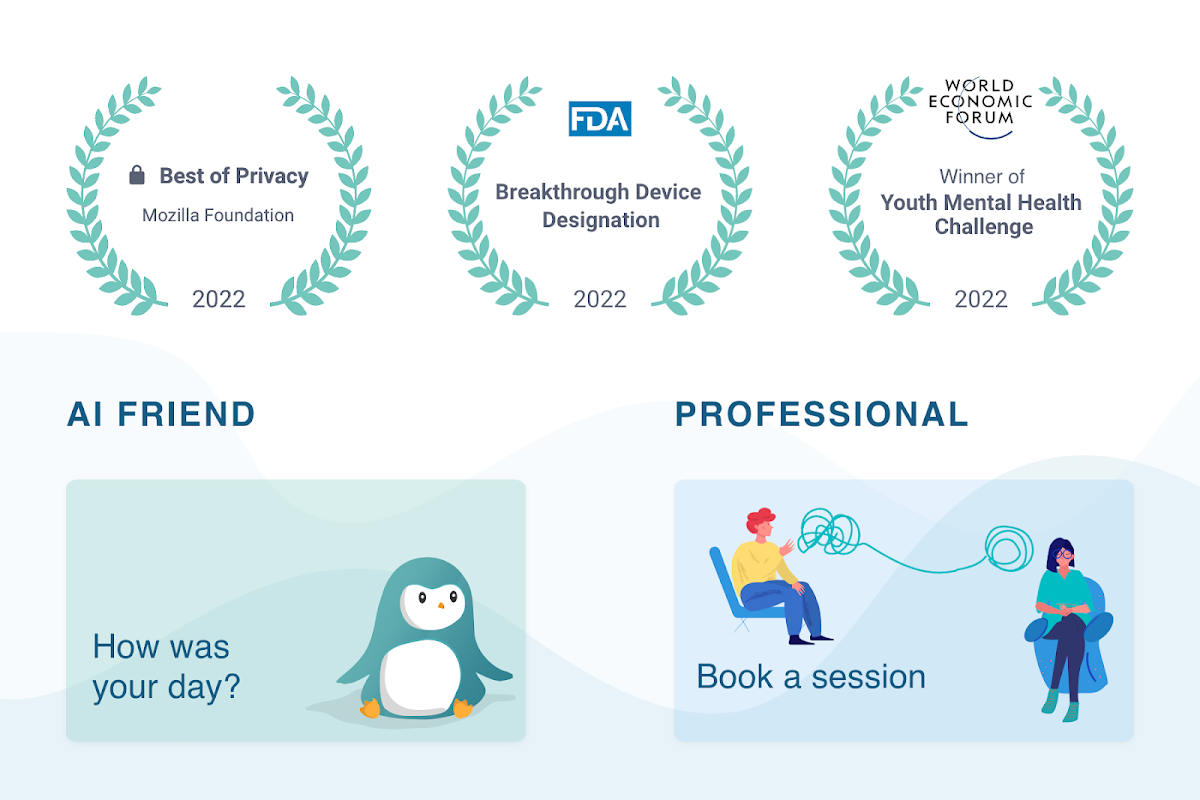 Best of Privacy
Mozilla Foundation
2022
FDA
Breakthrough Device
Designation
2022
WORLD
ECONOMIC
FORUM
Winner of
Youth Mental Health
Challenge
2022
AI FRIEND
How was
your day?
PROFESSIONAL
Book a session